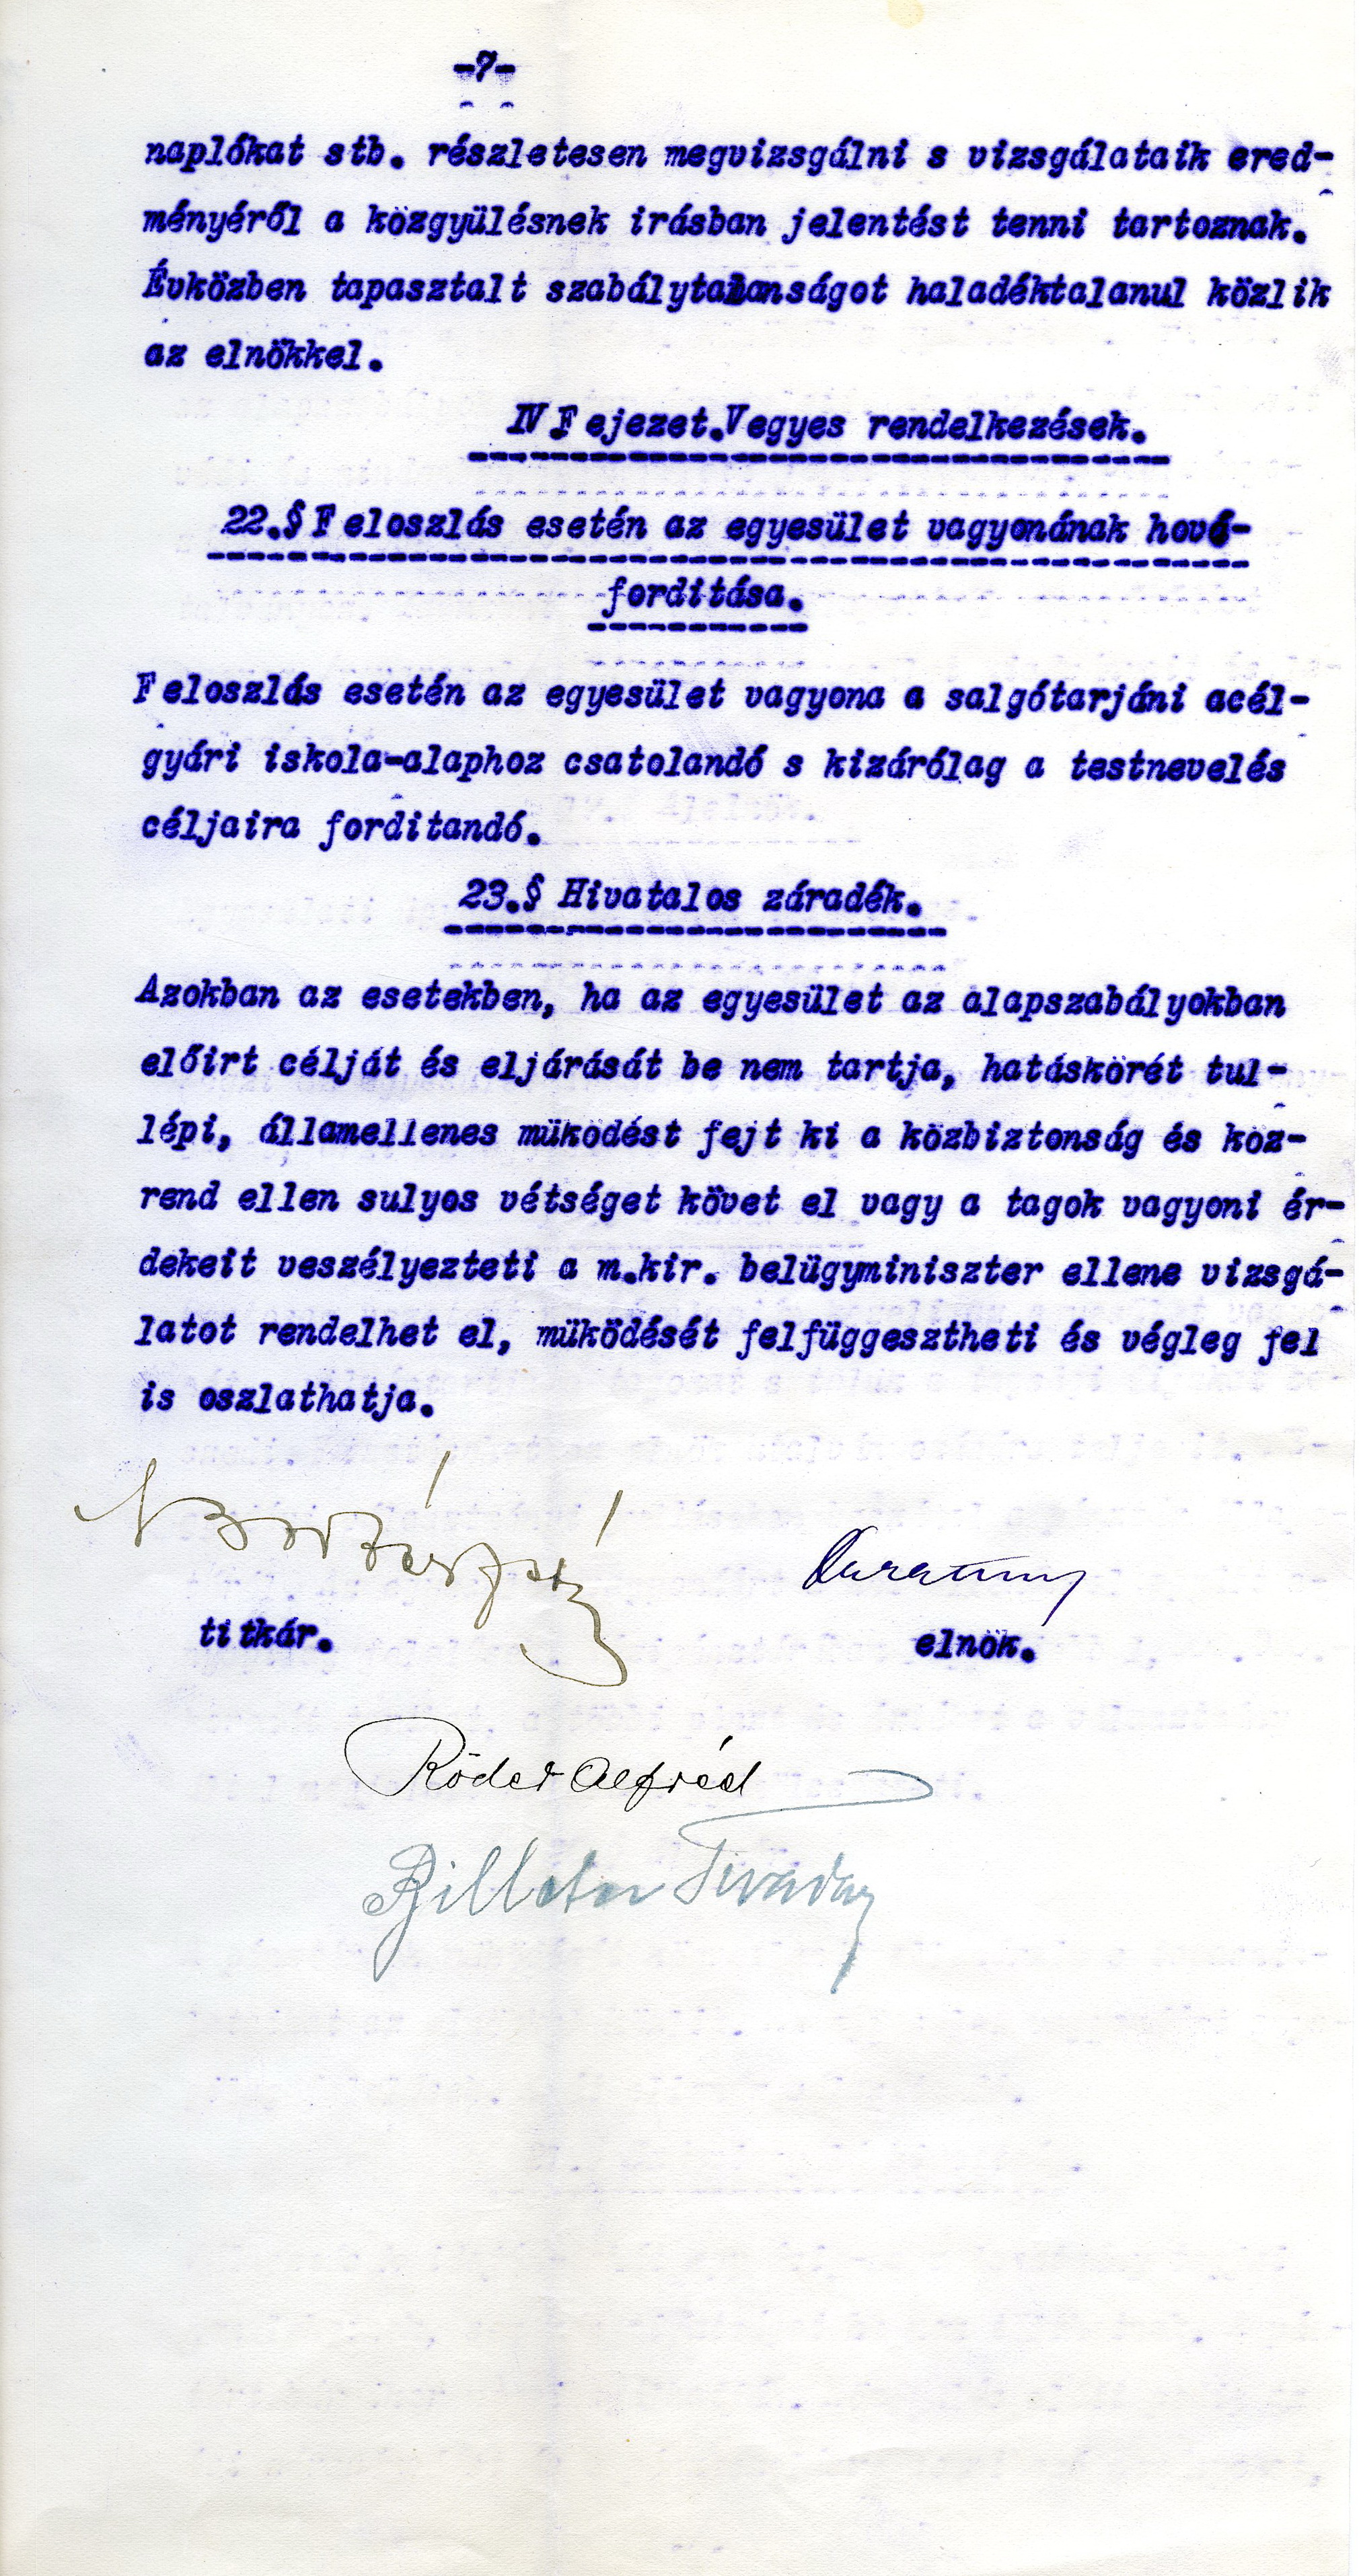 -7-
naplókat stb. részletesen megvizsgálni s vizsgálataik ered-
ményéről a közgyülésnek irásban jelentést tenni tartoznak.
Évközben tapasztalt szabálytalanságot haladéktalanul közlik
az elnökkel.
IV Fejezet.Vegyes rendelkezések.
22.§ Feloszlás esetén az egyesület vagyonának hová-
forditása.
Feloszlás esetén az egyesület vagyona a salgótarjáni acél-
gyári iskola-alaphoz csatolandó s kizárólag a testnevelés
céljaira forditandó.
23.§ Hivatalos záradék.
Azokban az esetekben, ha az egyesület az alapszabályokban
előirt célját és eljárását be nem tartja, hatáskörét tul-
lépi, államellenes müködést fejt ki a közbiztonság és köz-
rend ellen sulyos vétséget követ el vagy a tagok vagyoni ér-
dekeit veszélyezteti a m.kir. belügyminiszter ellene vizsgá-
latot rendelhet el, müködését felfüggesztheti és végleg fel
is oszlathatja.
titkár.
elnök.
Röder Alfréd
Billeter Tivadar